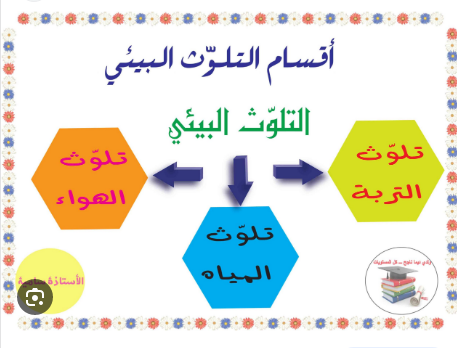 أقسام التلوّث البيئي
التلوّث البيئي
تلوّث
التربة
تلوّث
المياه
تلوّث
الهواء
الأستاذة